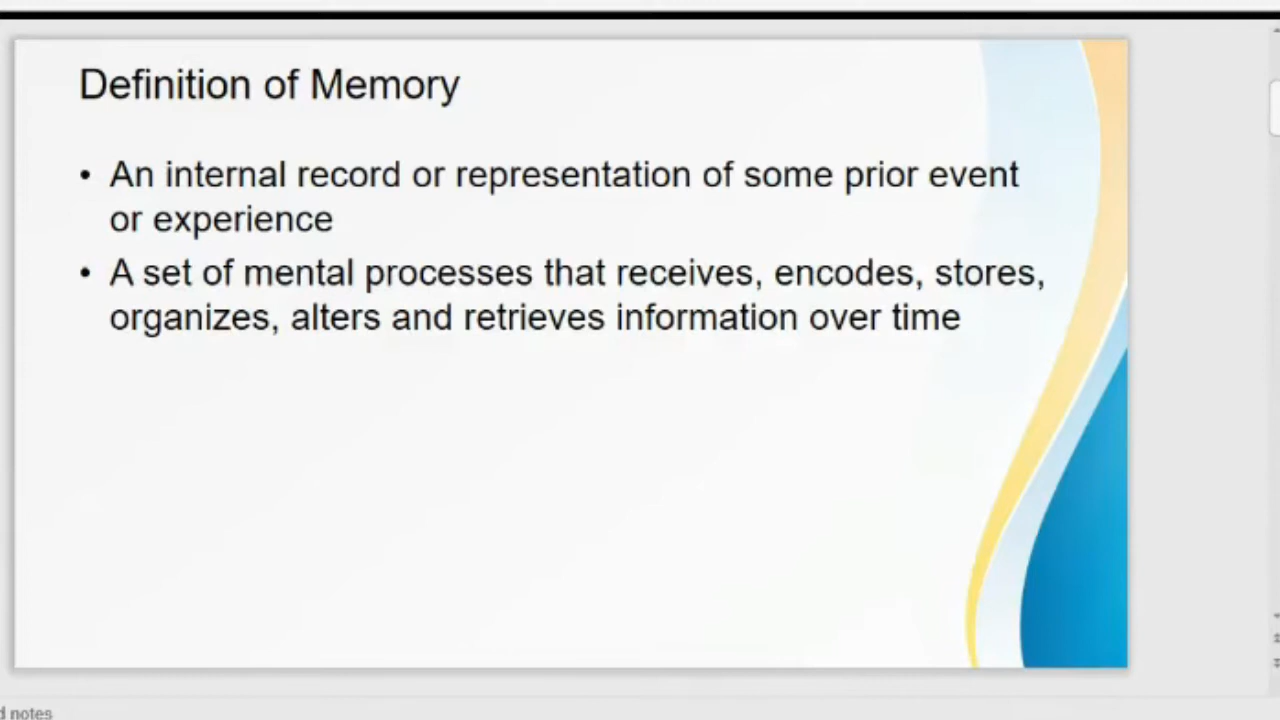 Definition of Memory
• An internal record or representation of some prior event
or experience
• A set of mental processes that receives, encodes, stores,
organizes, alters and retrieves information over time
d notes